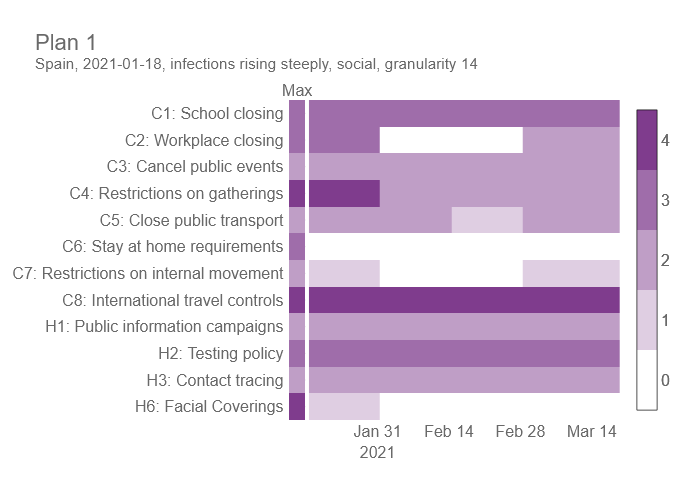 Plan 1
Spain, 2021-01-18, infections rising steeply, social, granularity 14
Max
C1: School closing
C2: Workplace closing
C3: Cancel public events
C4: Restrictions on gatherings
C5: Close public transport
C6: Stay at home requirements
C7: Restrictions on internal movement
C8: International travel controls
H1: Public information campaigns
H2: Testing policy
H3: Contact tracing
H6: Facial Coverings
Jan 31 Feb 14 Feb 28 Mar 14
2021
4
3
2
1
0